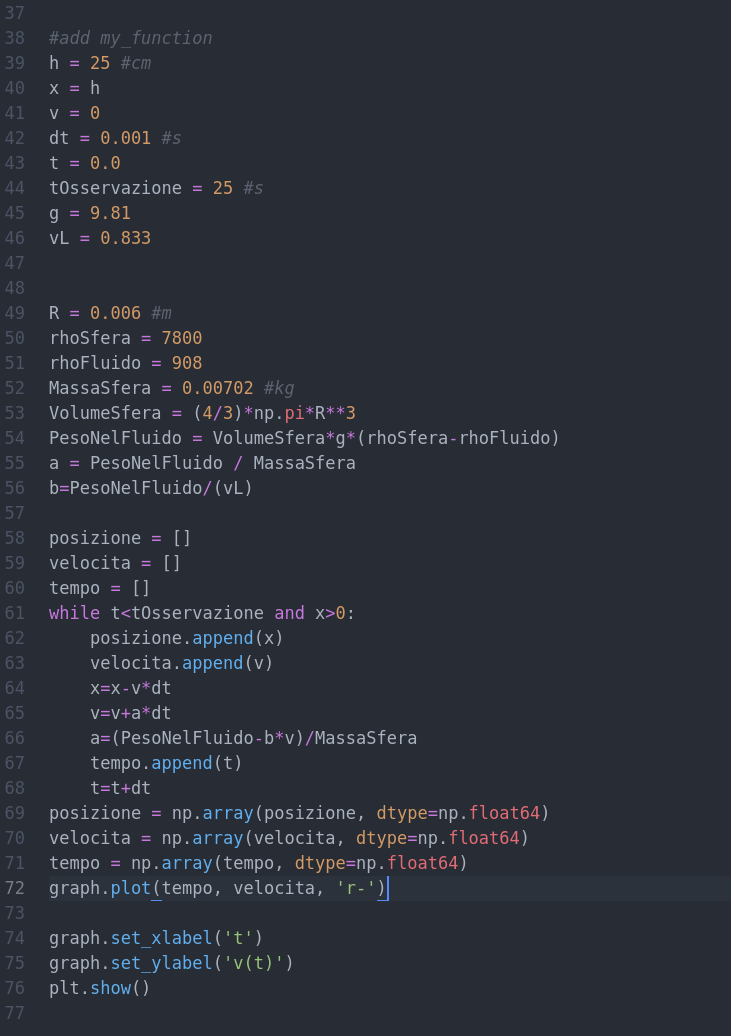 37
38 #add my_function
39 h = 25 #cm
40 x = h
41 v = 0
42 dt = 0.001 #s
43 t = 0.0
44 tOsservazione = 25 #s
45 g = 9.81
46 vL = 0.833
47
48
49 R = 0.006 #m
50 rhoSfera = 7800
51 rhoFluido = 908
52 MassaSfera = 0.00702 #kg
53 VolumeSfera = (4/3)*np.pi*R**3
54 PesoNelFluido = VolumeSfera*g*(rhoSfera-rhoFluido)
55 a = PesoNelFluido / MassaSfera
56 b=PesoNelFluido/(vL)
57
58 posizione = []
59 velocita = []
60 tempo = []
61 while t<tOsservazione and x>0:
62     posizione.append(x)
63     velocita.append(v)
64     x=x-v*dt
65     v=v+a*dt
66     a=(PesoNelFluido-b*v)/MassaSfera
67     tempo.append(t)
68     t=t+dt
69 posizione = np.array(posizione, dtype=np.float64)
70 velocita = np.array(velocita, dtype=np.float64)
71 tempo = np.array(tempo, dtype=np.float64)
72 graph.plot(tempo, velocita, 'r-')
73
74 graph.set_xlabel('t')
75 graph.set_ylabel('v(t)')
76 plt.show()
77